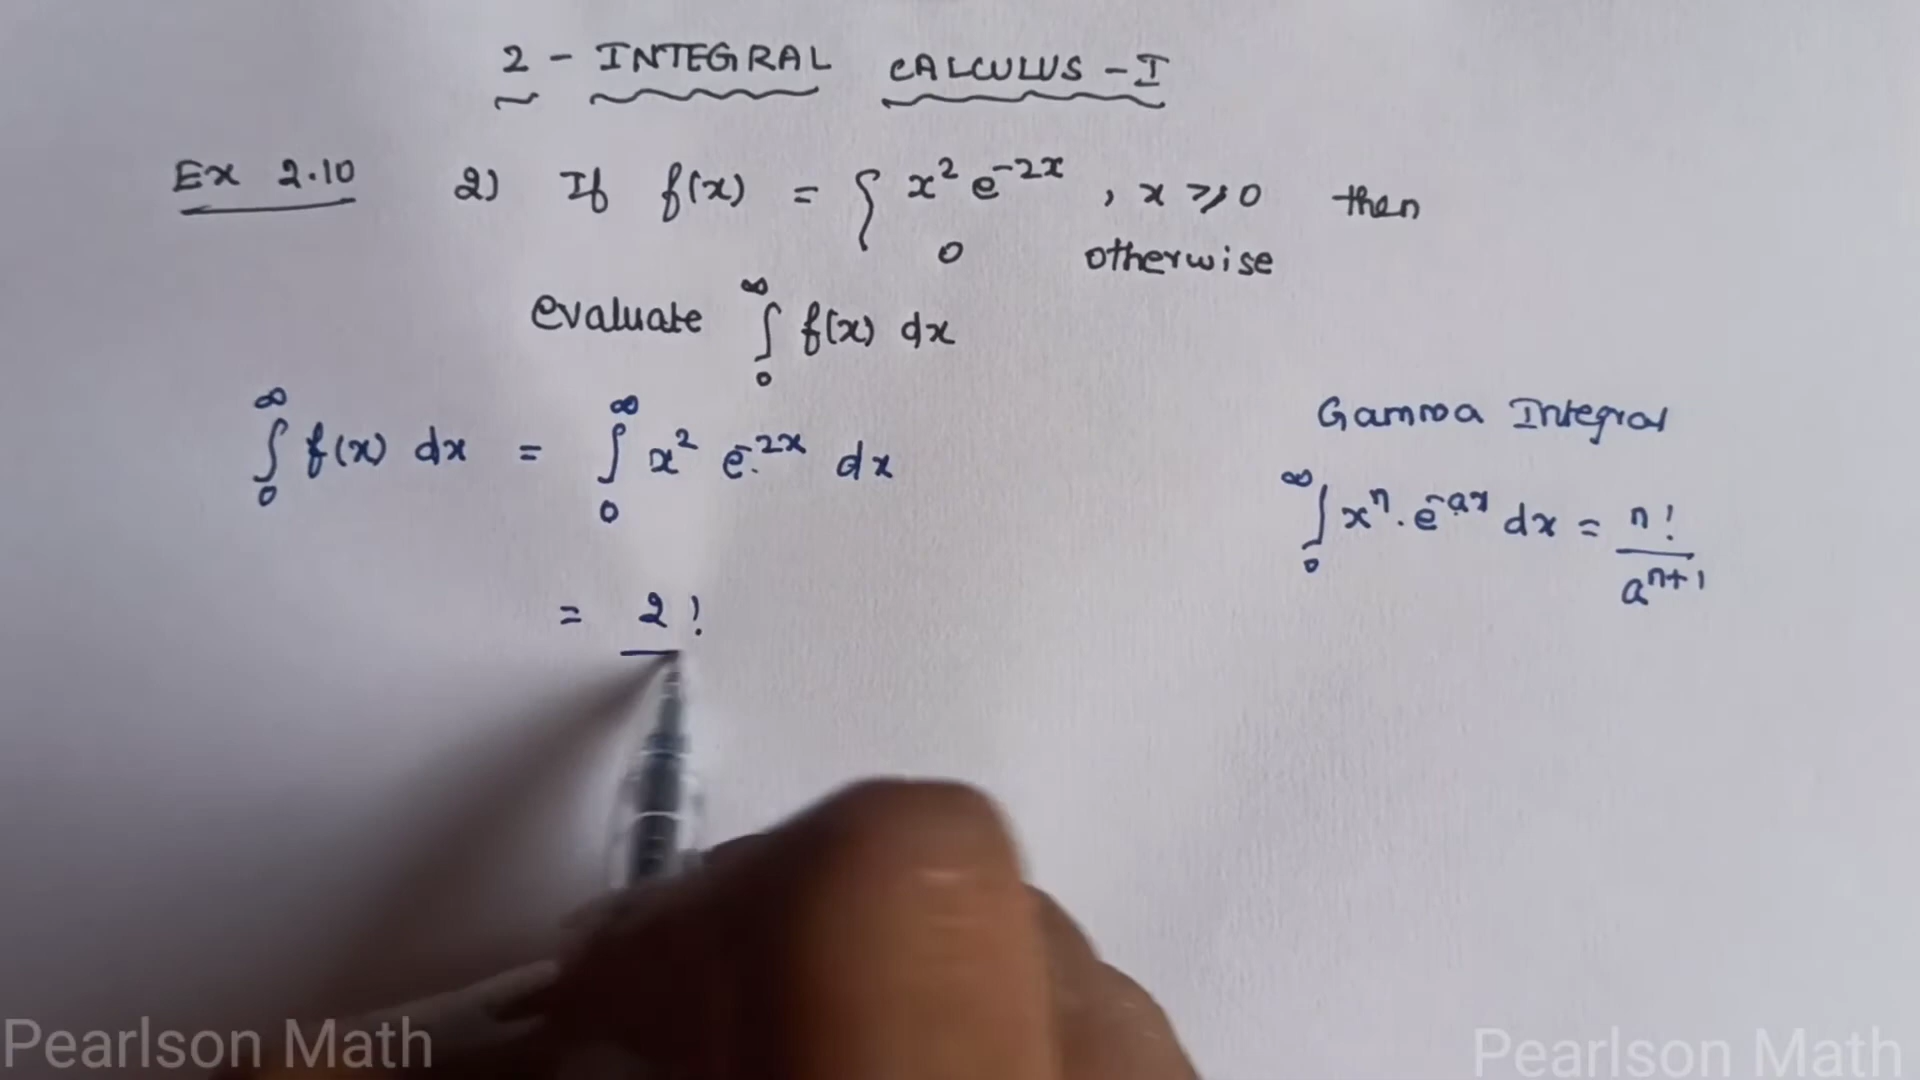 2 - INTEGRAL CALCULUS - I
Ex 2.10 2) If f(x) = { x² e⁻²ˣ , x ≥ 0 then
0 otherwise
evaluate ∫₀^∞ f(x) dx
∫₀^∞ f(x) dx = ∫₀^∞ x² e⁻²ˣ dx
= 2!
Gamma Integral
∫₀^∞ xⁿ · e⁻ᵃˣ dx = n! / aⁿ⁺¹
Pearlson Math
Pearlson Math